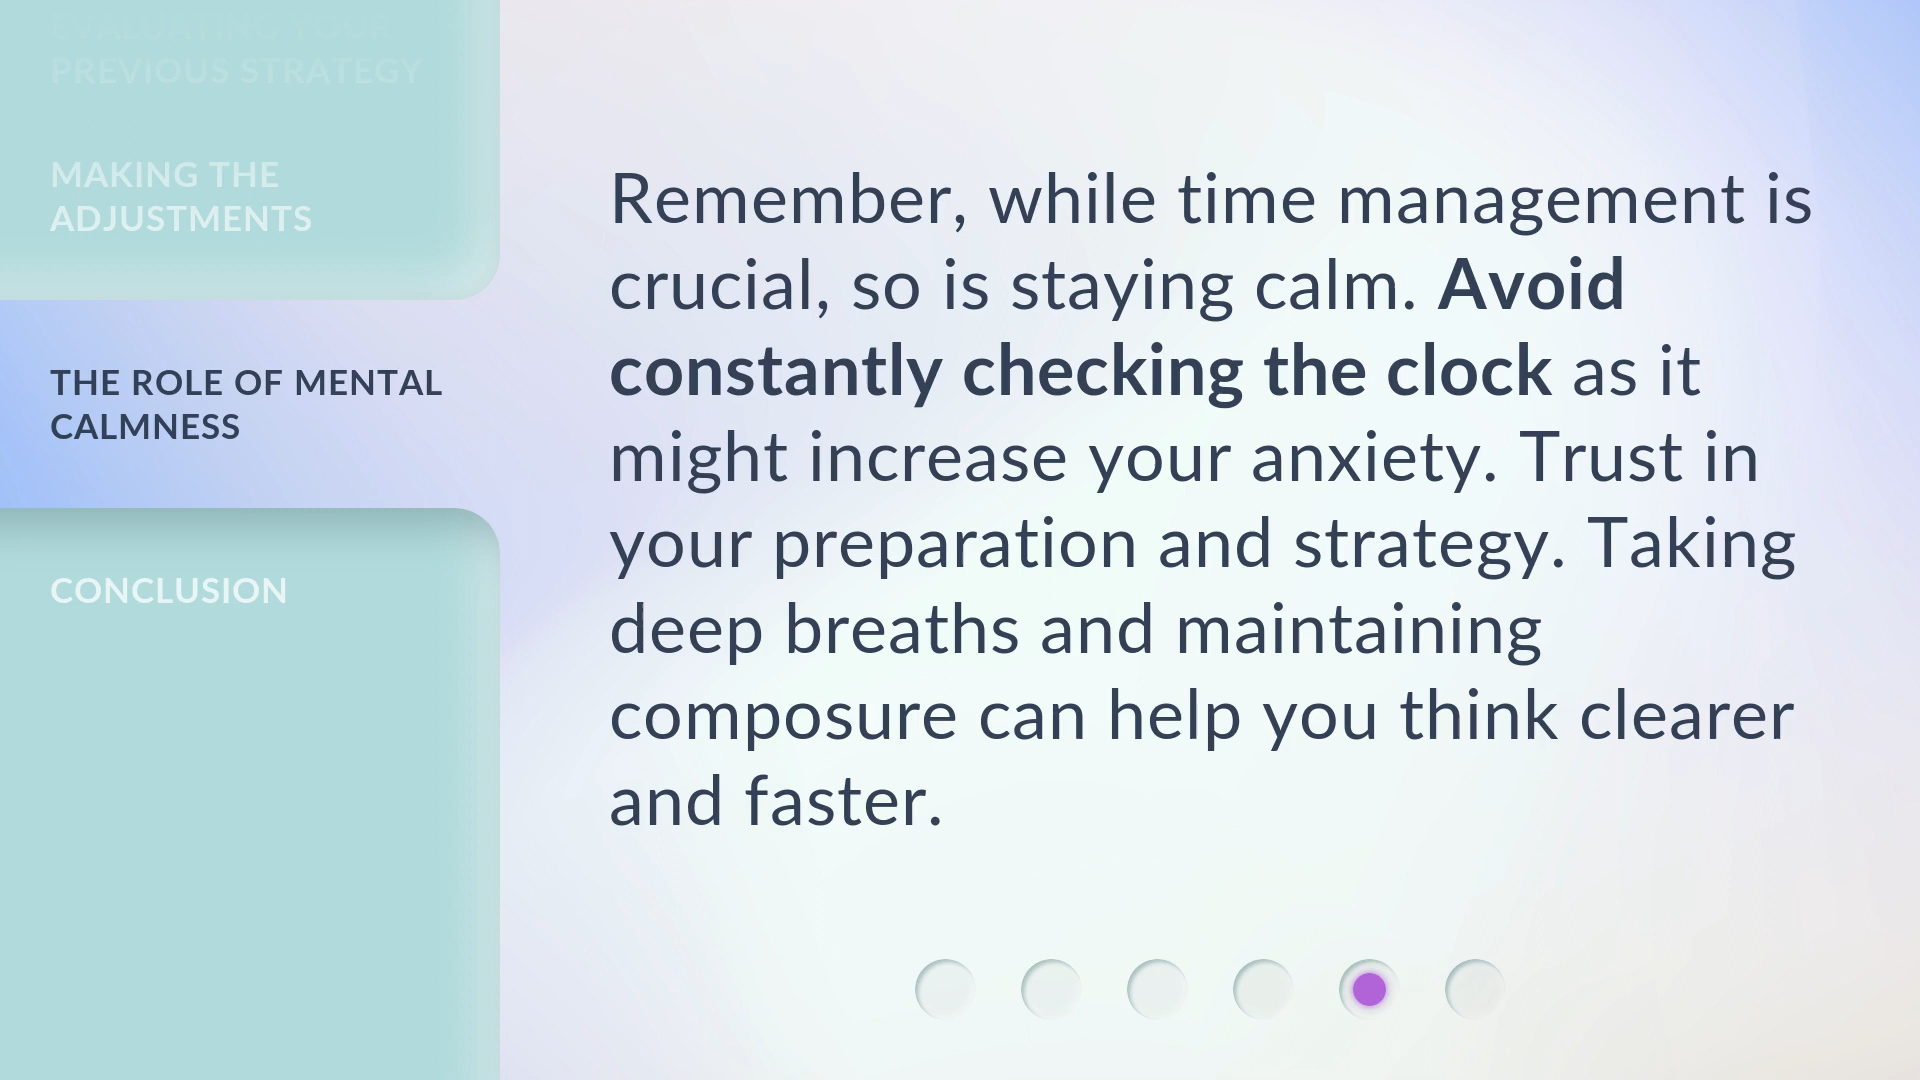 EVALUATING YOUR
PREVIOUS STRATEGY
MAKING THE
ADJUSTMENTS
THE ROLE OF MENTAL
CALMNESS
CONCLUSION
Remember, while time management is
crucial, so is staying calm. Avoid
constantly checking the clock as it
might increase your anxiety. Trust in
your preparation and strategy. Taking
deep breaths and maintaining
composure can help you think clearer
and faster.